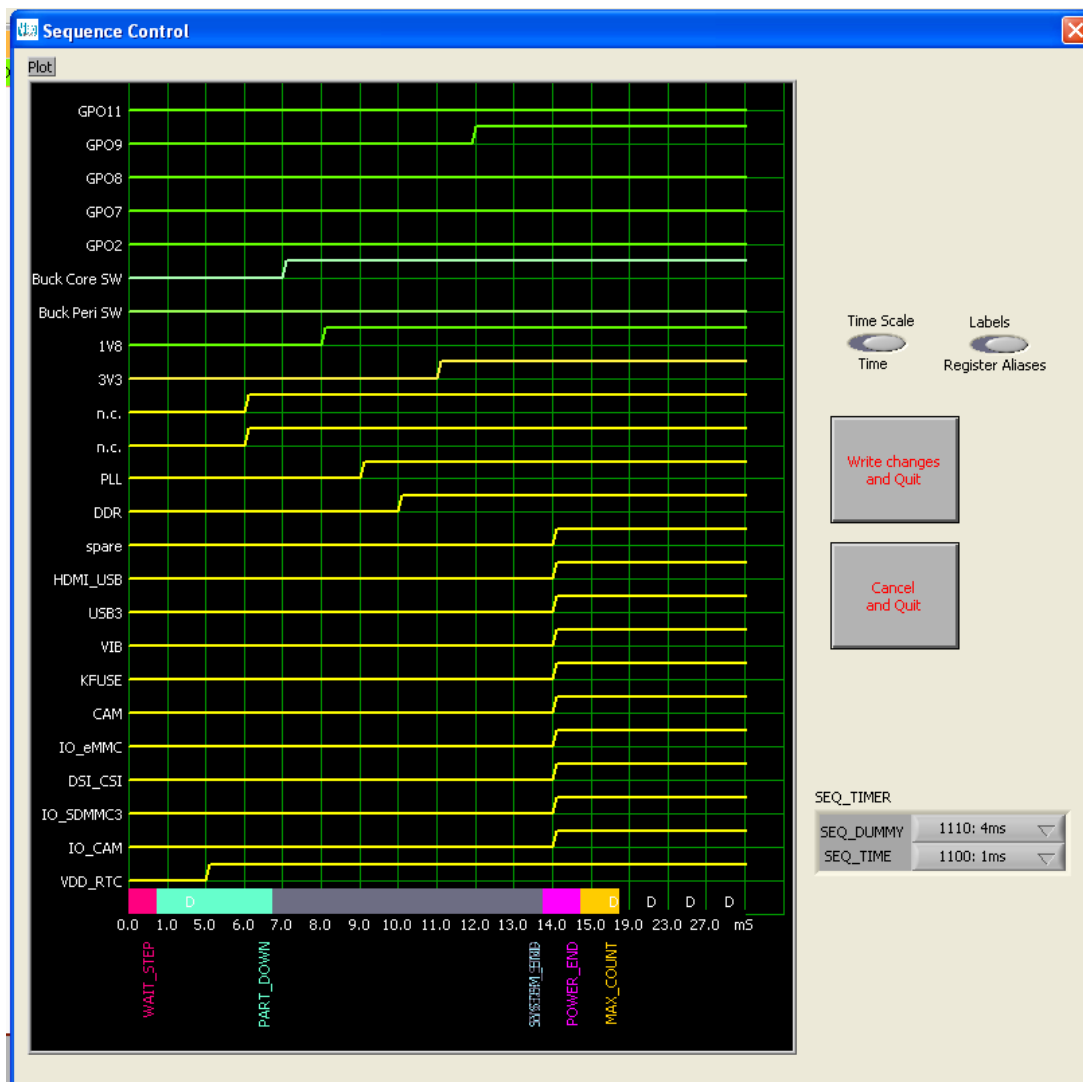 Sequence Control
Plot
GPO11
GPO9
GPO8
GPO7
GPO2
Buck Core SW
Buck Peri SW
1V8
3V3
n.c.
n.c.
PLL
DDR
spare
HDMI_USB
USB3
VIB
KFUSE
CAM
IO_eMMC
DSI_CSI
IO_SDMMC3
IO_CAM
VDD_RTC
D D D D D
0.0 1.0 5.0 6.0 7.0 8.0 9.0 10.0 11.0 12.0 13.0 14.0 15.0 19.0 23.0 27.0 mS
WAIT_STEP
PART_DOWN
POWER_END
MAX_COUNT
Time Scale
Time
Labels
Register Aliases
Write changes
and Quit
Cancel
and Quit
SEQ_TIMER
SEQ_DUMMY 1110: 4ms
SEQ_TIME 1100: 1ms